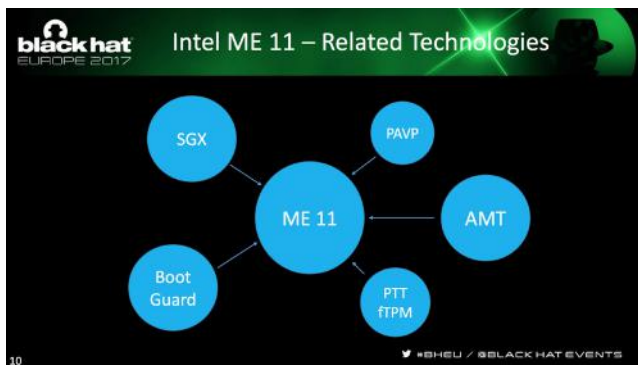 black hat
EUROPE 2017
Intel ME 11 – Related Technologies
SGX
PAVP
ME 11
AMT
Boot
Guard
PTT
fTPM
10
#BHEU / @BLACK HAT EVENTS